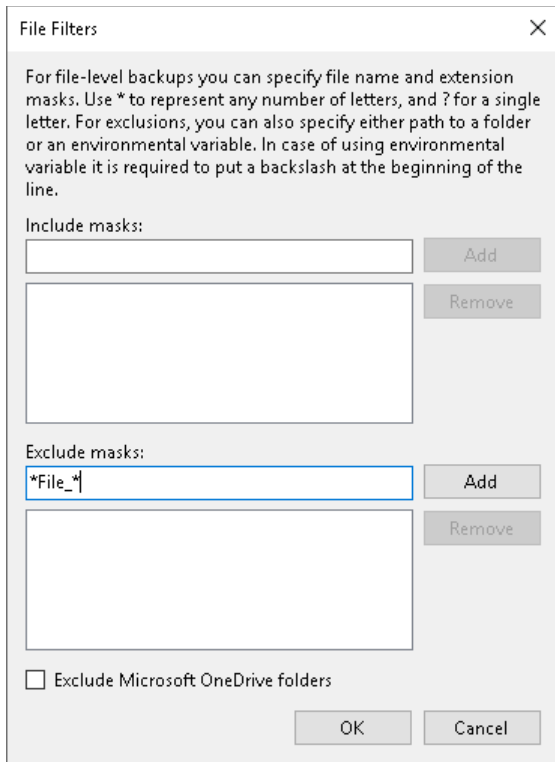 File Filters
For file-level backups you can specify file name and extension
masks. Use * to represent any number of letters, and ? for a single
letter. For exclusions, you can also specify either path to a folder
or an environmental variable. In case of using environmental
variable it is required to put a backslash at the beginning of the
line.
Include masks:
Add
Remove
Exclude masks:
*File_*
Add
Remove
Exclude Microsoft OneDrive folders
OK
Cancel